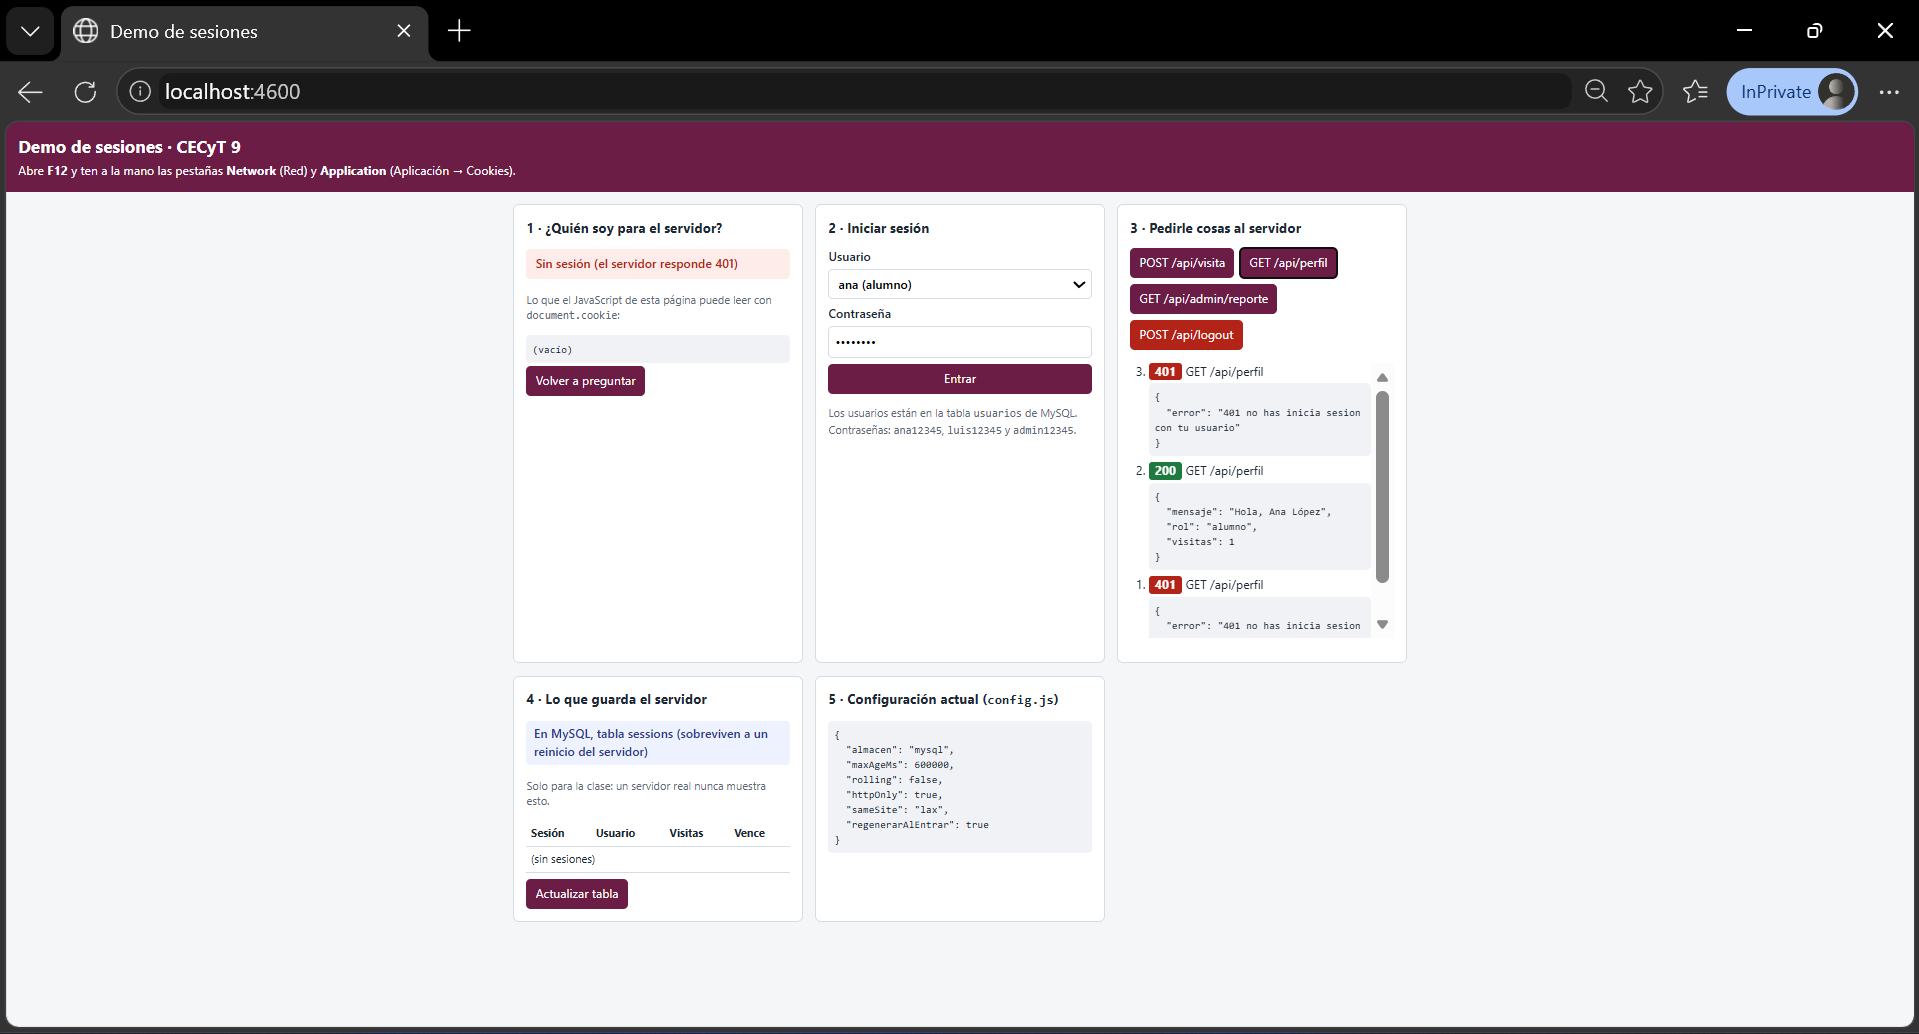 Demo de sesiones
localhost:4600
InPrivate
Demo de sesiones · CECyT 9
Abre F12 y ten a la mano las pestañas Network (Red) y Application (Aplicación → Cookies).
1 · ¿Quién soy para el servidor?
Sin sesión (el servidor responde 401)
Lo que el JavaScript de esta página puede leer con
document.cookie:
(vacío)
Volver a preguntar
2 · Iniciar sesión
Usuario
ana (alumno)
Contraseña
••••••••
Entrar
Los usuarios están en la tabla usuarios de MySQL.
Contraseñas: ana12345, luis12345 y admin12345.
3 · Pedirle cosas al servidor
POST /api/visita
GET /api/perfil
GET /api/admin/reporte
POST /api/logout
3. 401 GET /api/perfil
{
"error": "401 no has inicia sesion
con tu usuario"
}
2. 200 GET /api/perfil
{
"mensaje": "Hola, Ana López",
"rol": "alumno",
"visitas": 1
}
1. 401 GET /api/perfil
{
"error": "401 no has inicia sesion
4 · Lo que guarda el servidor
En MySQL, tabla sessions (sobreviven a un
reinicio del servidor)
Solo para la clase: un servidor real nunca muestra
esto.
Sesión Usuario Visitas Vence
(sin sesiones)
Actualizar tabla
5 · Configuración actual (config.js)
{
"almacen": "mysql",
"maxAgeMs": 600000,
"rolling": false,
"httpOnly": true,
"sameSite": "lax",
"regenerarAlEntrar": true
}